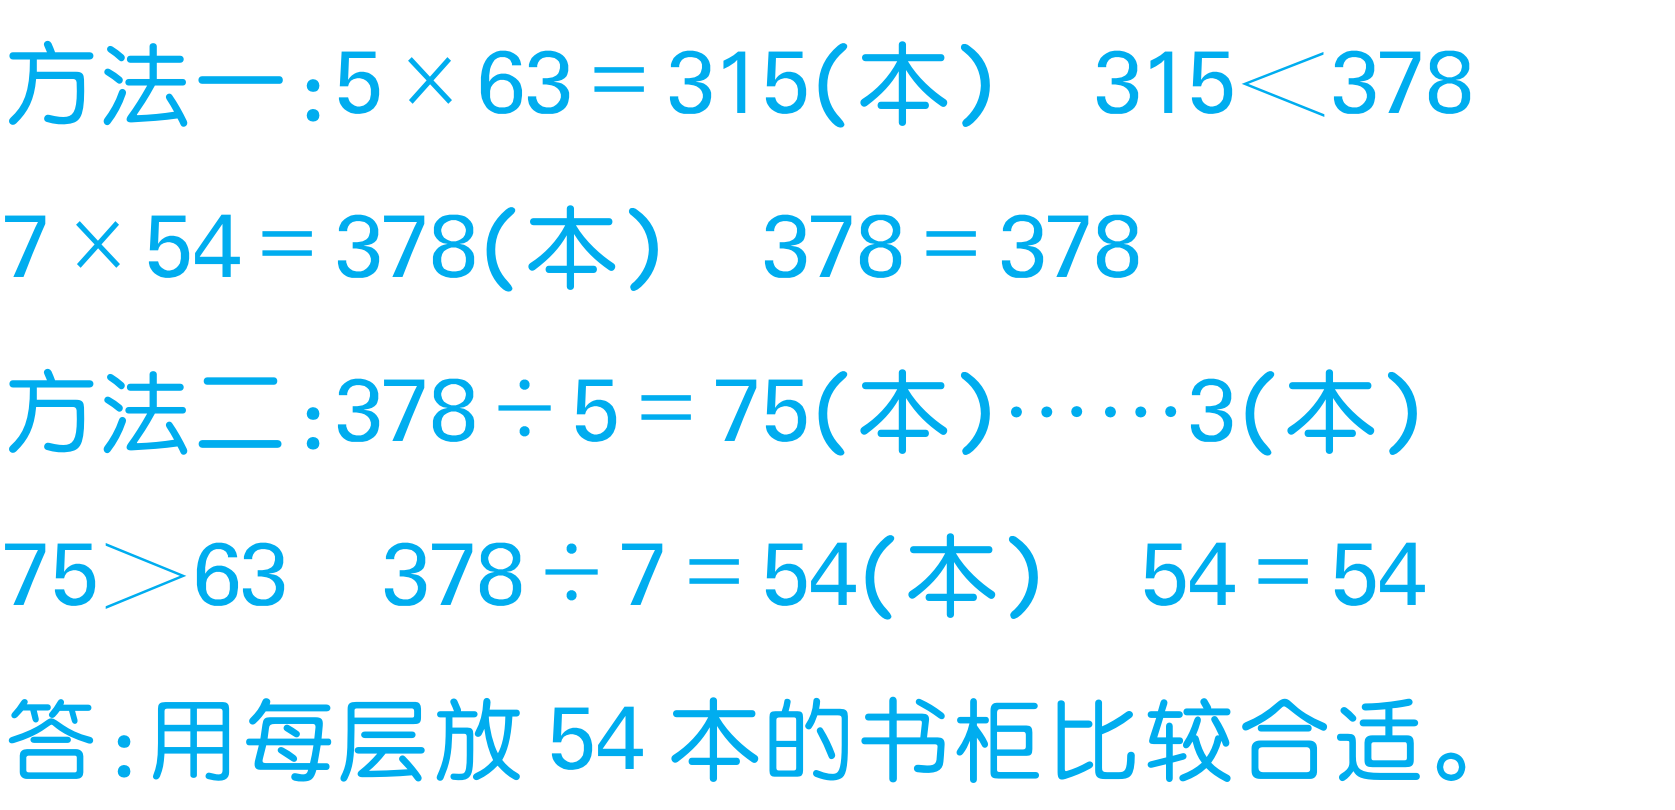 方法一:5×63=315(本) 315<378
7×54=378(本) 378=378
方法二:378÷5=75(本)……3(本)
75>63 378÷7=54(本) 54=54
答:用每层放 54 本的书柜比较合适。